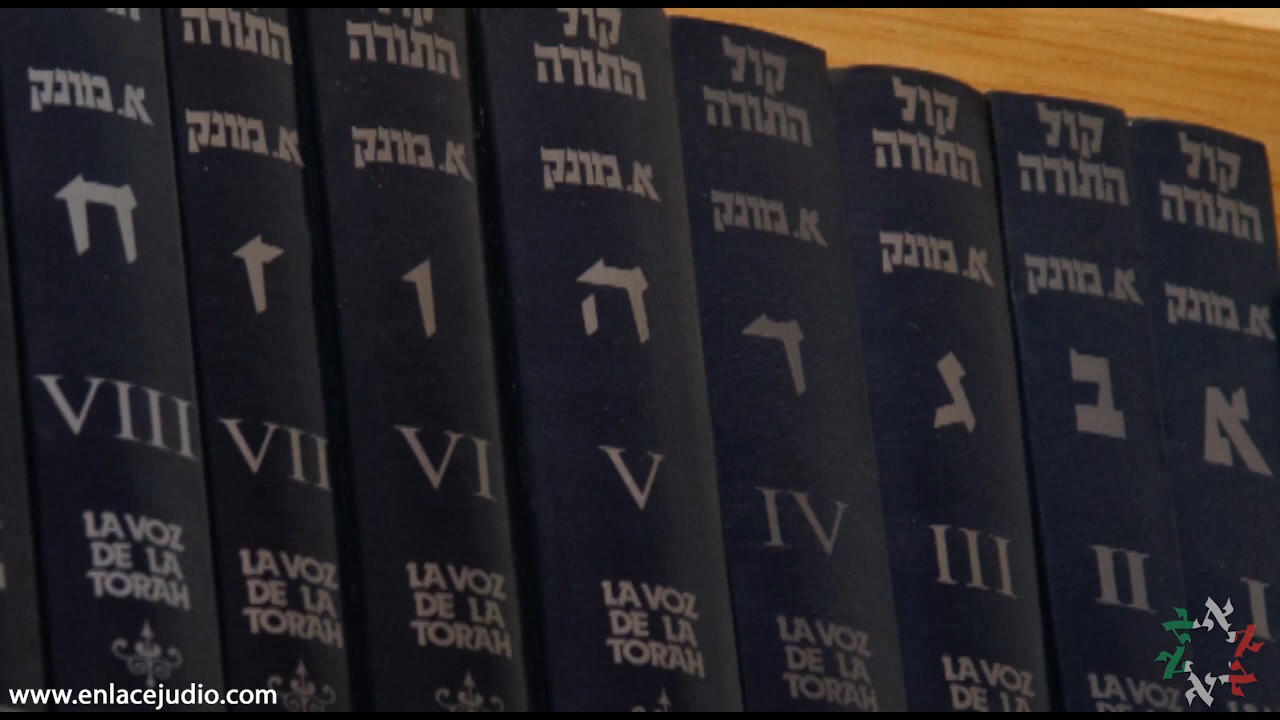 התורה
א. מונק
ח
VIII
LA VOZ
DE LA
TORAH
התורה
א. מונק
ז
VII
LA VOZ
DE LA
TORAH
התורה
א. מונק
ו
VI
LA VOZ
DE LA
TORAH
קול
התורה
א. מונק
ה
V
LA VOZ
DE LA
TORAH
קול
התורה
א. מונק
ד
IV
LA VOZ
DE LA
TORAH
קול
התורה
א. מונק
ג
III
LA VOZ
DE LA
קול
התורה
א. מונק
ב
II
LA VOZ
קול
התורה
א. מונק
א
I
www.enlacejudio.com